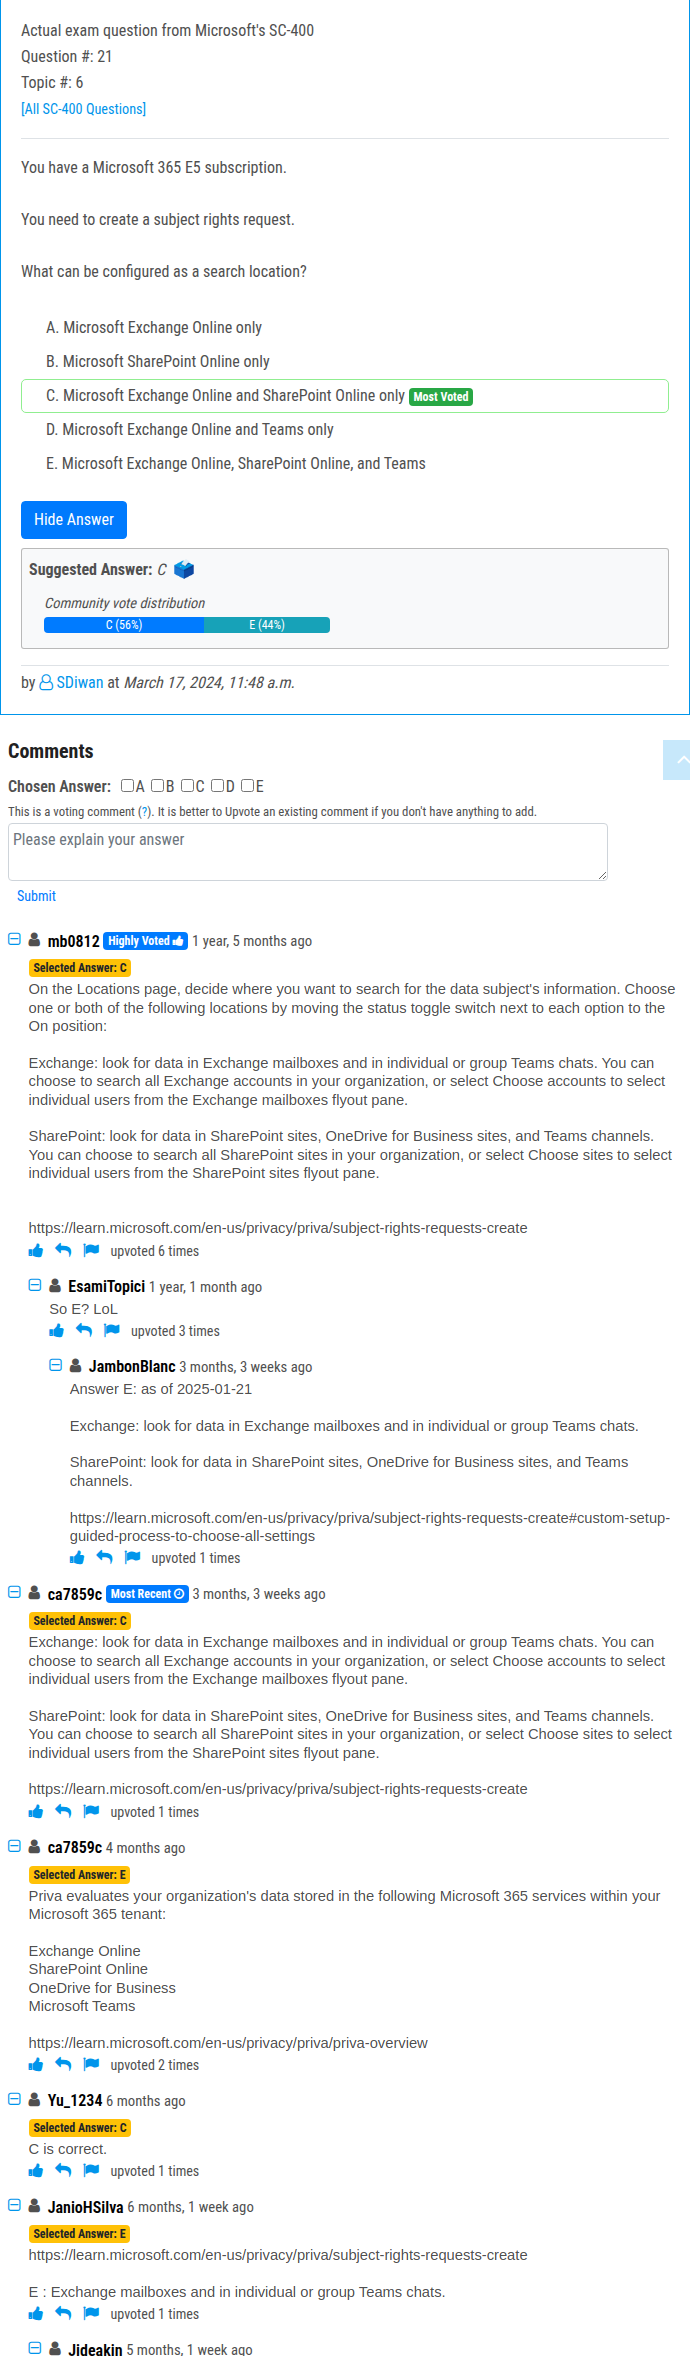 Actual exam question from Microsoft's SC-400
Question #: 21
Topic #: 6
[All SC-400 Questions]
You have a Microsoft 365 E5 subscription.
You need to create a subject rights request.
What can be configured as a search location?
A. Microsoft Exchange Online only
B. Microsoft SharePoint Online only
C. Microsoft Exchange Online and SharePoint Online only Most Voted
D. Microsoft Exchange Online and Teams only
E. Microsoft Exchange Online, SharePoint Online, and Teams
Hide Answer
Suggested Answer: C
Community vote distribution
C (56%) E (44%)
by SDiwan at March 17, 2024, 11:48 a.m.
Comments
Chosen Answer: A B C D E
This is a voting comment (?). It is better to Upvote an existing comment if you don't have anything to add.
Please explain your answer
Submit
mb0812 Highly Voted 1 year, 5 months ago
Selected Answer: C
On the Locations page, decide where you want to search for the data subject's information. Choose
one or both of the following locations by moving the status toggle switch next to each option to the
On position:
Exchange: look for data in Exchange mailboxes and in individual or group Teams chats. You can
choose to search all Exchange accounts in your organization, or select Choose accounts to select
individual users from the Exchange mailboxes flyout pane.
SharePoint: look for data in SharePoint sites, OneDrive for Business sites, and Teams channels.
You can choose to search all SharePoint sites in your organization, or select Choose sites to select
individual users from the SharePoint sites flyout pane.
https://learn.microsoft.com/en-us/privacy/priva/subject-rights-requests-create
upvoted 6 times
EsamiTopici 1 year, 1 month ago
So E? LoL
upvoted 3 times
JambonBlanc 3 months, 3 weeks ago
Answer E: as of 2025-01-21
Exchange: look for data in Exchange mailboxes and in individual or group Teams chats.
SharePoint: look for data in SharePoint sites, OneDrive for Business sites, and Teams
channels.
https://learn.microsoft.com/en-us/privacy/priva/subject-rights-requests-create#custom-setup-
guided-process-to-choose-all-settings
upvoted 1 times
ca7859c Most Recent 3 months, 3 weeks ago
Selected Answer: C
Exchange: look for data in Exchange mailboxes and in individual or group Teams chats. You can
choose to search all Exchange accounts in your organization, or select Choose accounts to select
individual users from the Exchange mailboxes flyout pane.
SharePoint: look for data in SharePoint sites, OneDrive for Business sites, and Teams channels.
You can choose to search all SharePoint sites in your organization, or select Choose sites to select
individual users from the SharePoint sites flyout pane.
https://learn.microsoft.com/en-us/privacy/priva/subject-rights-requests-create
upvoted 1 times
ca7859c 4 months ago
Selected Answer: E
Priva evaluates your organization's data stored in the following Microsoft 365 services within your
Microsoft 365 tenant:
Exchange Online
SharePoint Online
OneDrive for Business
Microsoft Teams
https://learn.microsoft.com/en-us/privacy/priva/priva-overview
upvoted 2 times
Yu_1234 6 months ago
Selected Answer: C
C is correct.
upvoted 1 times
JanioHSilva 6 months, 1 week ago
Selected Answer: E
https://learn.microsoft.com/en-us/privacy/priva/subject-rights-requests-create
E : Exchange mailboxes and in individual or group Teams chats.
upvoted 1 times
Jideakin 5 months, 1 week ago